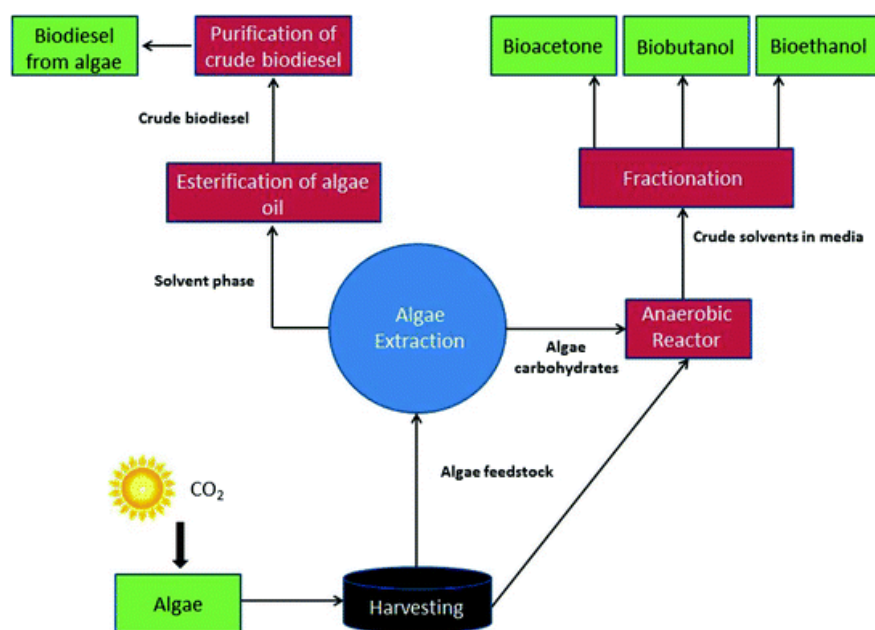 Biodiesel
from algae
Purification of
crude biodiesel
Bioacetone
Biobutanol
Bioethanol
Crude biodiesel
Esterification of algae
oil
Fractionation
Crude solvents in media
Solvent phase
Algae
Extraction
Anaerobic
Reactor
Algae
carbohydrates
Algae feedstock
CO₂
Algae
Harvesting